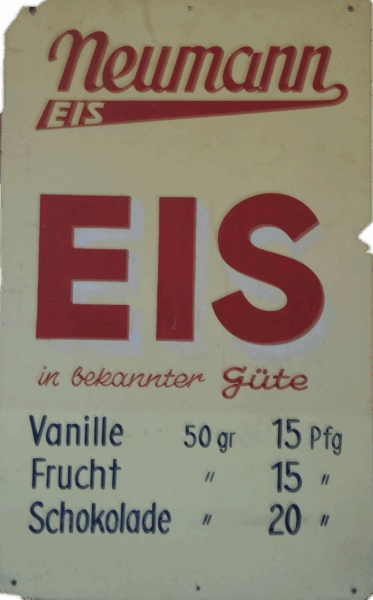 Neumann
EIS
EIS
in bekannter Güte
Vanille 50 gr 15 Pfg
Frucht " 15 "
Schokolade " 20 "